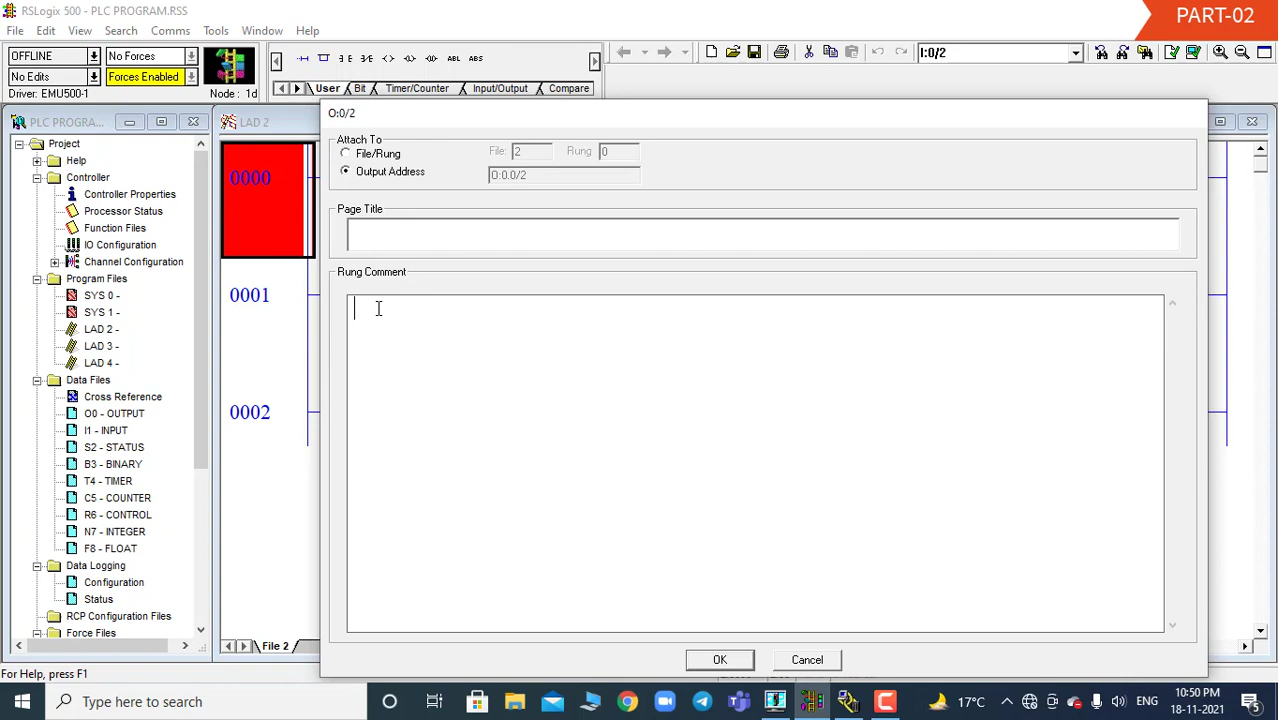 RSLogix 500 - PLC PROGRAM.RSS
PART-02
File Edit View Search Comms Tools Window Help
OFFLINE
No Forces
No Edits
Forces Enabled
Driver: EMU500-1
Node : 1d
ABL ABS
User Bit Timer/Counter Input/Output Compare
I:0/2
PLC PROGRA...
LAD 2
Project
Help
Controller
Controller Properties
Processor Status
Function Files
IO Configuration
Channel Configuration
Program Files
SYS 0 -
SYS 1 -
LAD 2 -
LAD 3 -
LAD 4 -
Data Files
Cross Reference
O0 - OUTPUT
I1 - INPUT
S2 - STATUS
B3 - BINARY
T4 - TIMER
C5 - COUNTER
R6 - CONTROL
N7 - INTEGER
F8 - FLOAT
Data Logging
Configuration
Status
RCP Configuration Files
Force Files
0000
0001
0002
File 2
O:0/2
Attach To
File/Rung
File: 2 Rung 0
Output Address
O:0.0/2
Page Title
Rung Comment
OK
Cancel
For Help, press F1
Type here to search
17°C
ENG
10:50 PM
18-11-2021
5